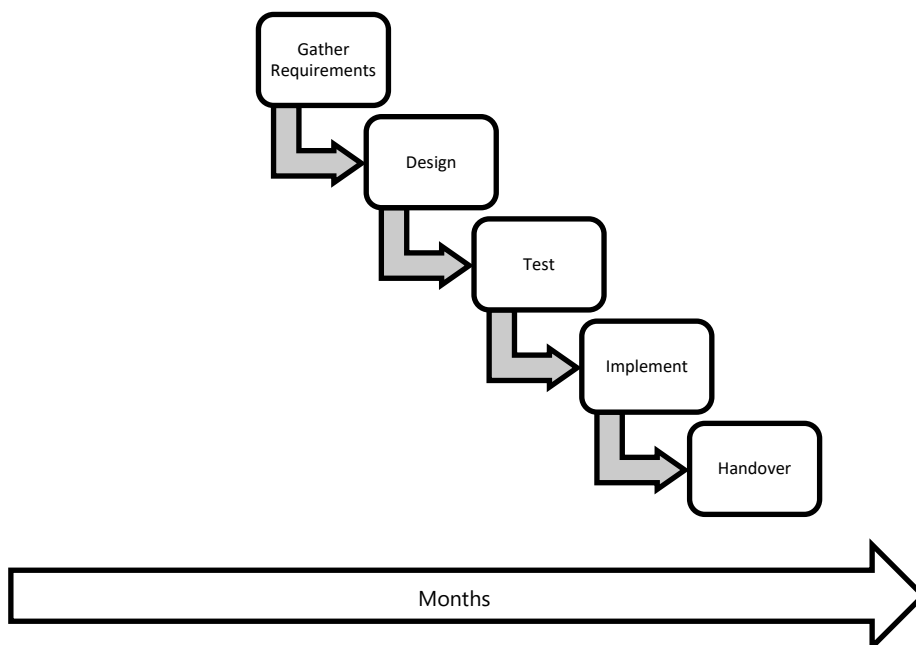 Gather
Requirements
Design
Test
Implement
Handover
Months